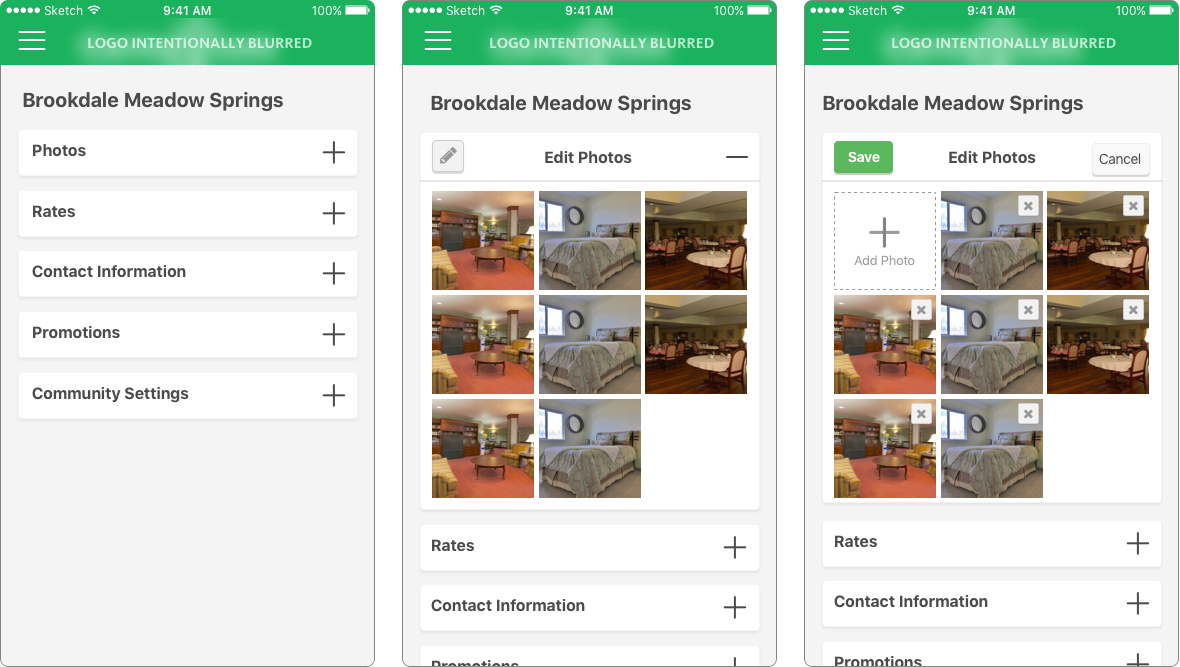 Sketch 9:41 AM 100%
LOGO INTENTIONALLY BLURRED
Brookdale Meadow Springs
Photos
Rates
Contact Information
Promotions
Community Settings
Sketch 9:41 AM 100%
LOGO INTENTIONALLY BLURRED
Brookdale Meadow Springs
Edit Photos
Rates
Contact Information
Promotions
Sketch 9:41 AM 100%
LOGO INTENTIONALLY BLURRED
Brookdale Meadow Springs
Save Edit Photos Cancel
Add Photo
Rates
Contact Information
Promotions